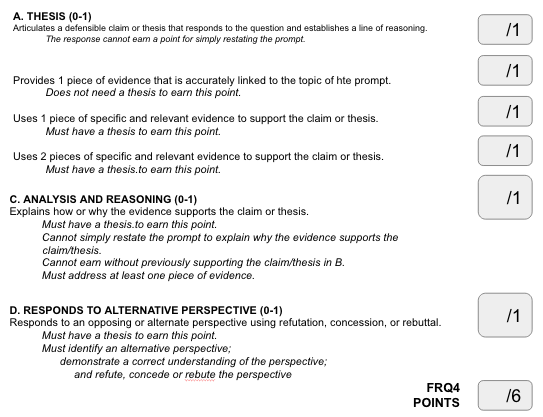 A. THESIS (0-1)
Articulates a defensible claim or thesis that responds to the question and establishes a line of reasoning.
The response cannot earn a point for simply restating the prompt.
/1
Provides 1 piece of evidence that is accurately linked to the topic of hte prompt.
Does not need a thesis to earn this point.
/1
Uses 1 piece of specific and relevant evidence to support the claim or thesis.
Must have a thesis to earn this point.
/1
Uses 2 pieces of specific and relevant evidence to support the claim or thesis.
Must have a thesis.to earn this point.
/1
C. ANALYSIS AND REASONING (0-1)
Explains how or why the evidence supports the claim or thesis.
Must have a thesis.to earn this point.
Cannot simply restate the prompt to explain why the evidence supports the
claim/thesis.
Cannot earn without previously supporting the claim/thesis in B.
Must address at least one piece of evidence.
/1
D. RESPONDS TO ALTERNATIVE PERSPECTIVE (0-1)
Responds to an opposing or alternate perspective using refutation, concession, or rebuttal.
Must have a thesis to earn this point.
Must identify an alternative perspective;
demonstrate a correct understanding of the perspective;
and refute, concede or rebute the perspective
/1
FRQ4
POINTS
/6